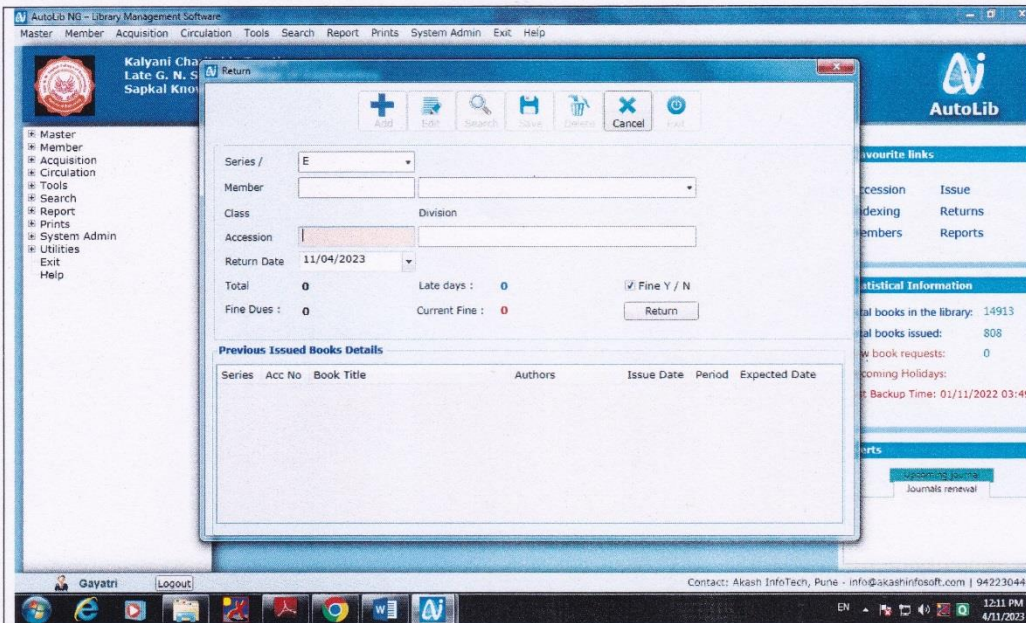 AutoLib NG – Library Management Software
Master Member Acquisition Circulation Tools Search Report Prints System Admin Exit Help
Kalyani Cha
Late G. N. S
Sapkal Know
AutoLib
Return
Add Edit Search Save Delete Cancel Exit
Master
Member
Acquisition
Circulation
Tools
Search
Report
Prints
System Admin
Utilities
Exit
Help
Series / E
Member
Class Division
Accession
Return Date 11/04/2023
Total 0 Late days : 0 Fine Y / N
Fine Dues : 0 Current Fine : 0 Return
Previous Issued Books Details
Series Acc No Book Title Authors Issue Date Period Expected Date
avourite links
ccession Issue
dexing Returns
embers Reports
atistical Information
tal books in the library: 14913
tal books issued: 808
w book requests: 0
coming Holidays:
t Backup Time: 01/11/2022 03:49
erts
Upcoming journal
Journals renewal
Gayatri Logout
Contact: Akash InfoTech, Pune - info@akashinfosoft.com | 94223044
EN 12:11 PM
4/11/2023